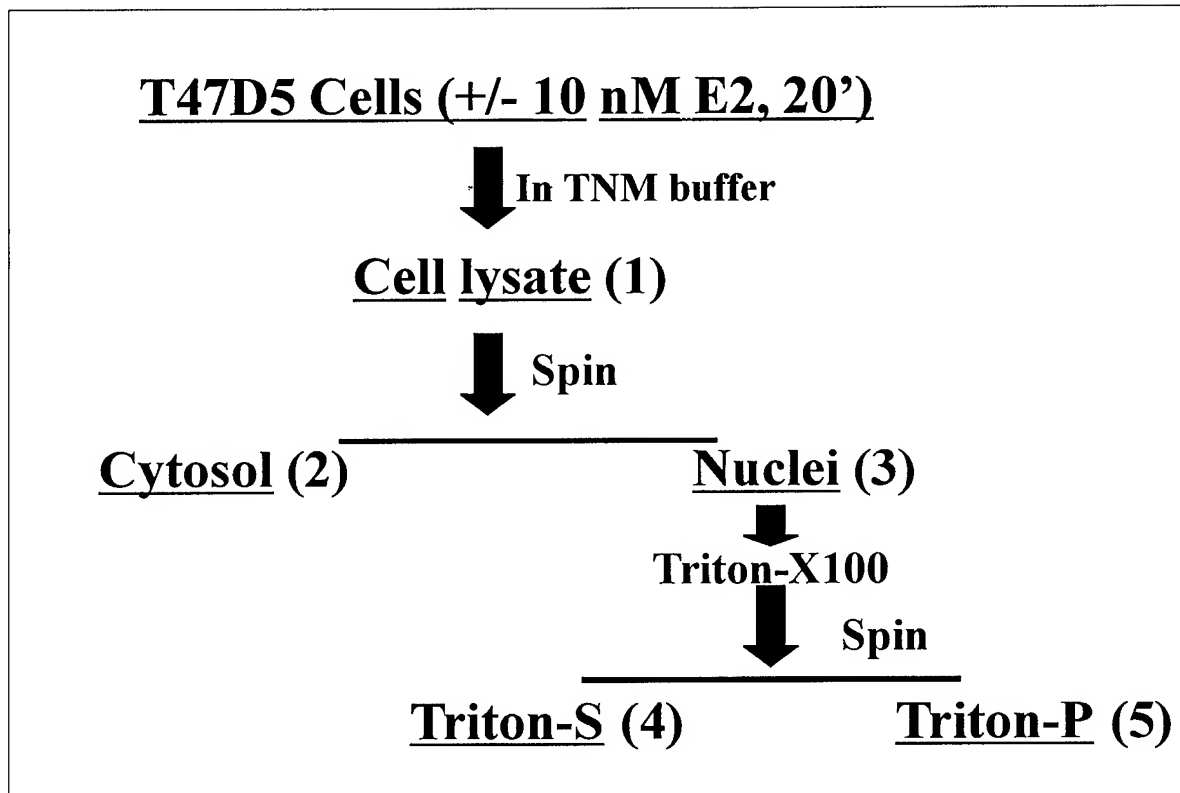 T47D5 Cells (+/- 10 nM E2, 20’)
In TNM buffer
Cell lysate (1)
Spin
Cytosol (2)
Nuclei (3)
Triton-X100
Spin
Triton-S (4)
Triton-P (5)